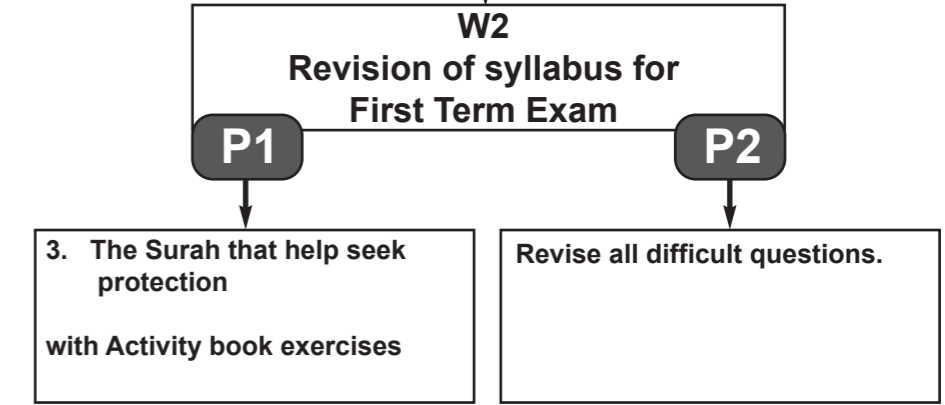 W2
Revision of syllabus for
First Term Exam
P1
P2
3. The Surah that help seek
protection
with Activity book exercises
Revise all difficult questions.